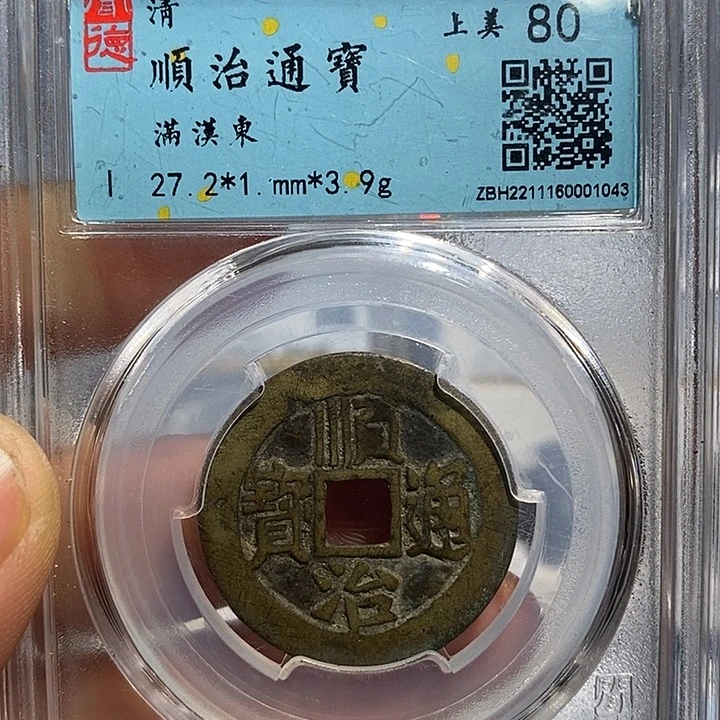 德
清
上美 80
順治通寶
滿漢東
27.2*1. mm*3.9g
ZBH2211160001043
順治通寶